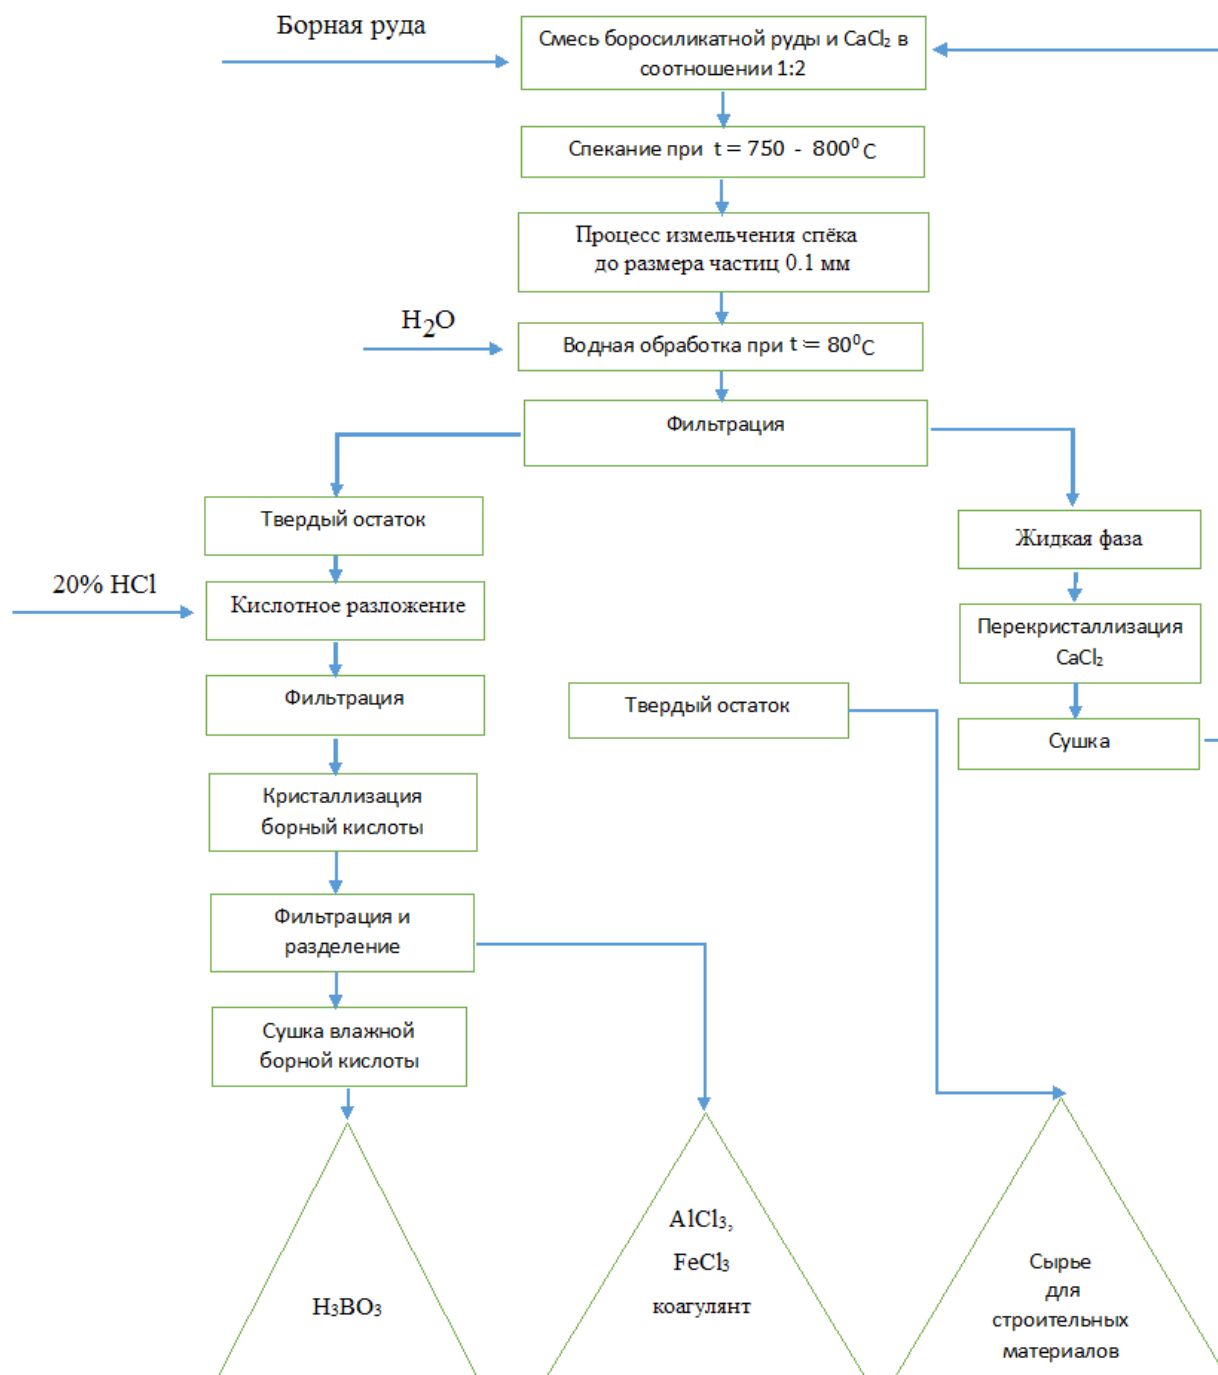 Борная руда
Смесь боросиликатной руды и CaCl₂ в
соотношении 1:2
Спекание при t = 750 - 800⁰ C
Процесс измельчения спёка
до размера частиц 0.1 мм
H₂O
Водная обработка при t = 80⁰C
Фильтрация
Твердый остаток
Жидкая фаза
20% HCl
Кислотное разложение
Перекристаллизация
CaCl₂
Фильтрация
Твердый остаток
Сушка
Кристаллизация
борный кислоты
Фильтрация и
разделение
Сушка влажной
борной кислоты
H₃BO₃
AlCl₃,
FeCl₃
коагулянт
Сырье
для
строительных
материалов